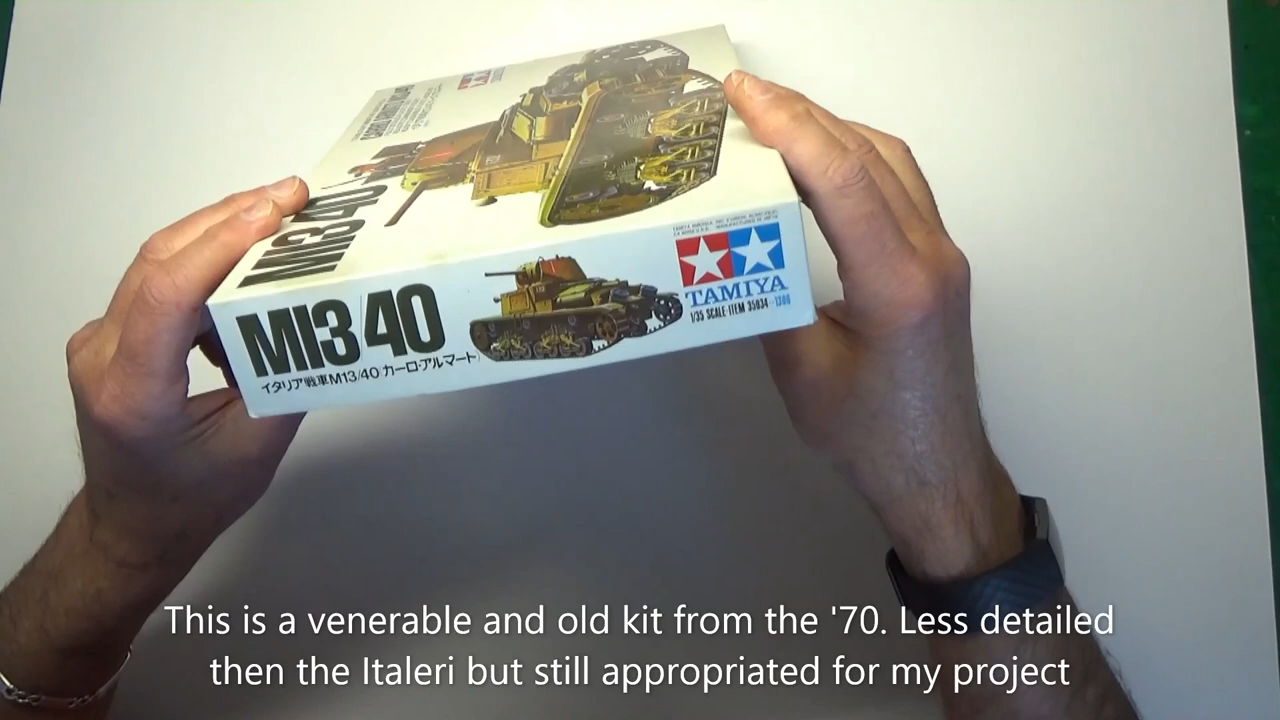 M13/40
M13/40
イタリア戦車M13/40 カーロ・アルマート
TAMIYA
1/35 SCALE·ITEM 35034
This is a venerable and old kit from the '70. Less detailed
then the Italeri but still appropriated for my project